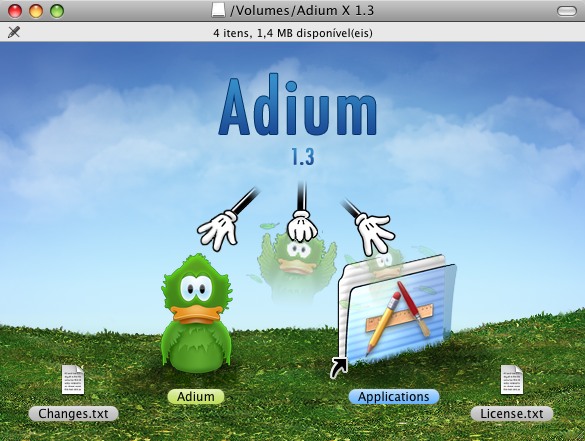 /Volumes/Adium X 1.3
4 itens, 1,4 MB disponível(eis)
Adium
1.3
Adium
Applications
Changes.txt
License.txt